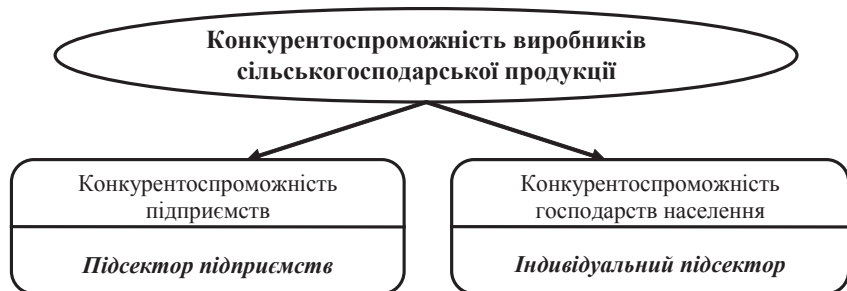 Конкурентоспроможність виробників
сільськогосподарської продукції
Конкурентоспроможність
підприємств
Підсектор підприємств
Конкурентоспроможність
господарств населення
Індивідуальний підсектор